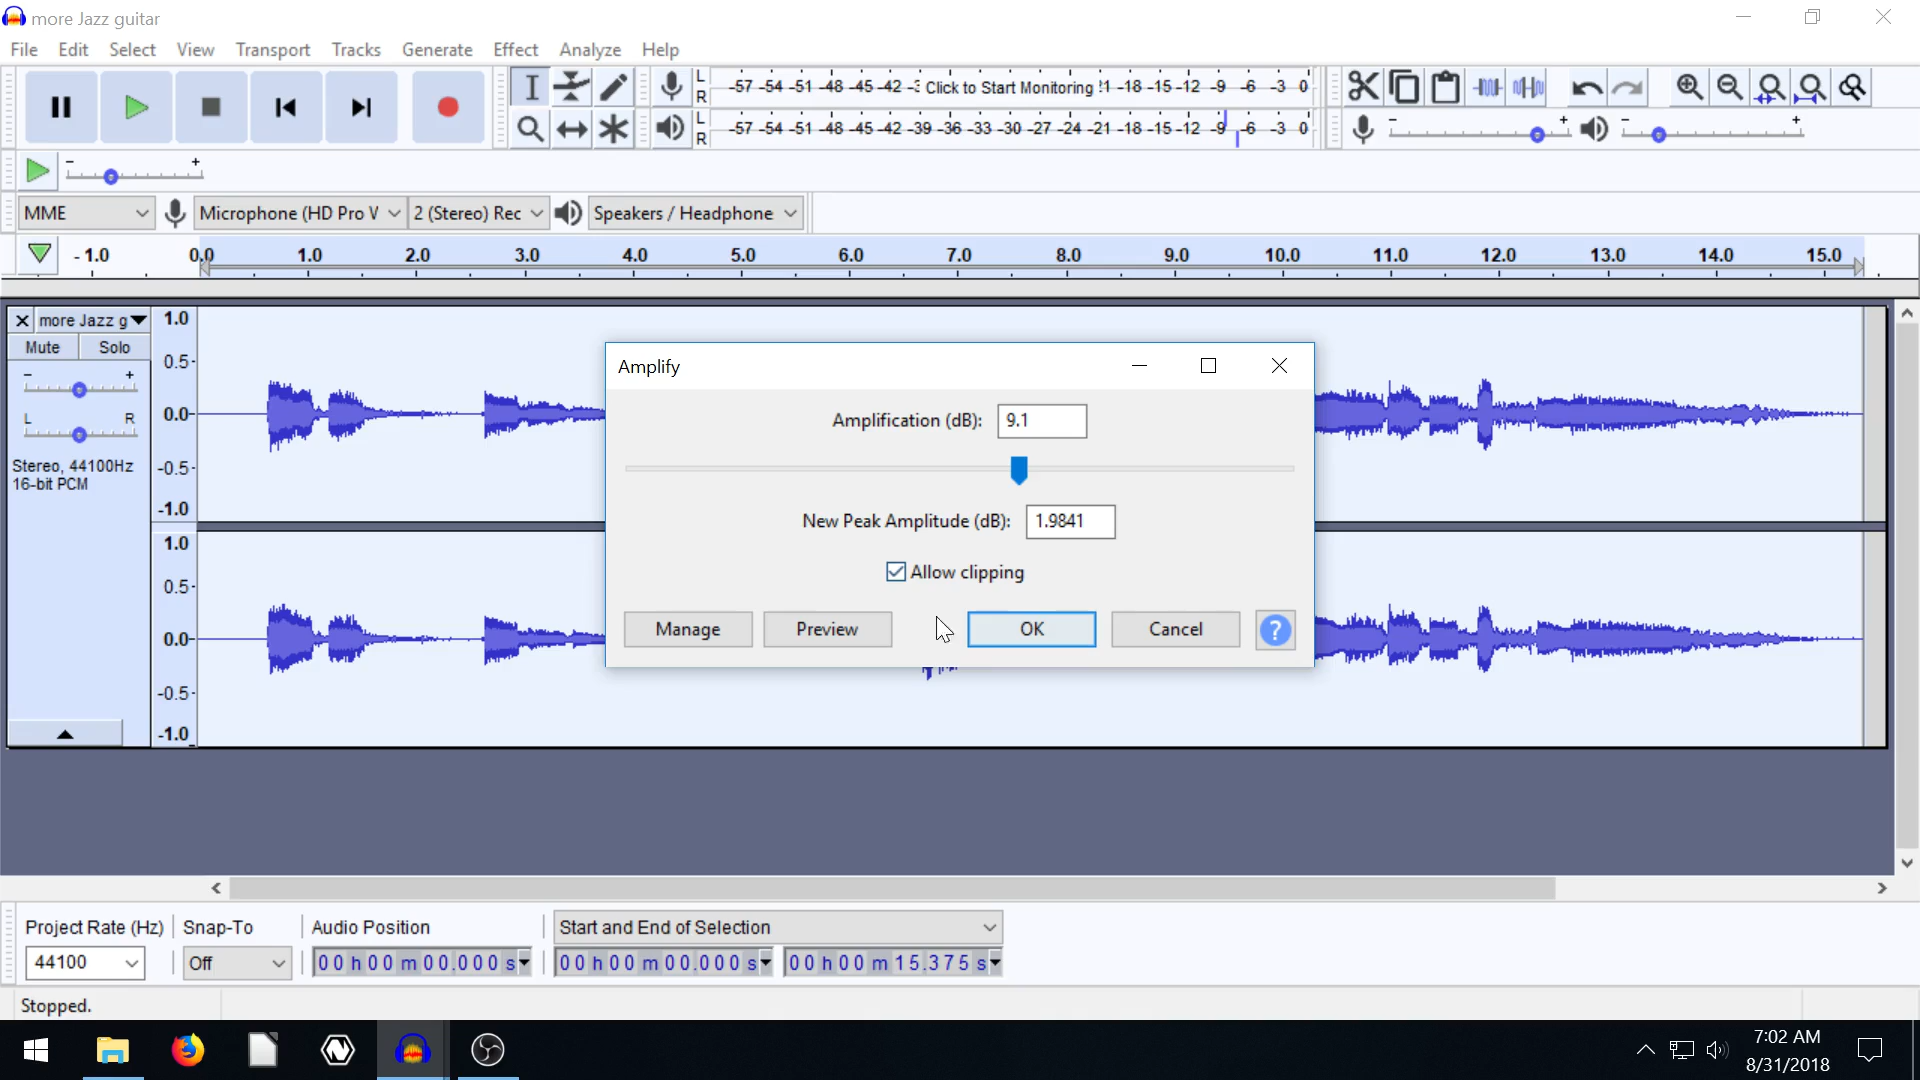 more Jazz guitar
File Edit Select View Transport Tracks Generate Effect Analyze Help
L
R
-57 -54 -51 -48 -45 -42 Click to Start Monitoring -18 -15 -12 -9 -6 -3 0
L
R
-57 -54 -51 -48 -45 -42 -39 -36 -33 -30 -27 -24 -21 -18 -15 -12 -9 -6 -3 0
- +
- +
- +
MME Microphone (HD Pro V 2 (Stereo) Rec Speakers / Headphone
-1.0 0.0 1.0 2.0 3.0 4.0 5.0 6.0 7.0 8.0 9.0 10.0 11.0 12.0 13.0 14.0 15.0
more Jazz g
Mute Solo
- +
L R
Stereo, 44100Hz
16-bit PCM
1.0
0.5
0.0
-0.5
-1.0
1.0
0.5
0.0
-0.5
-1.0
Amplify
Amplification (dB): 9.1
New Peak Amplitude (dB): 1.9841
Allow clipping
Manage Preview OK Cancel ?
Project Rate (Hz) Snap-To Audio Position Start and End of Selection
44100 Off 00 h 00 m 00.000 s 00 h 00 m 00.000 s 00 h 00 m 15.375 s
Stopped.
7:02 AM
8/31/2018